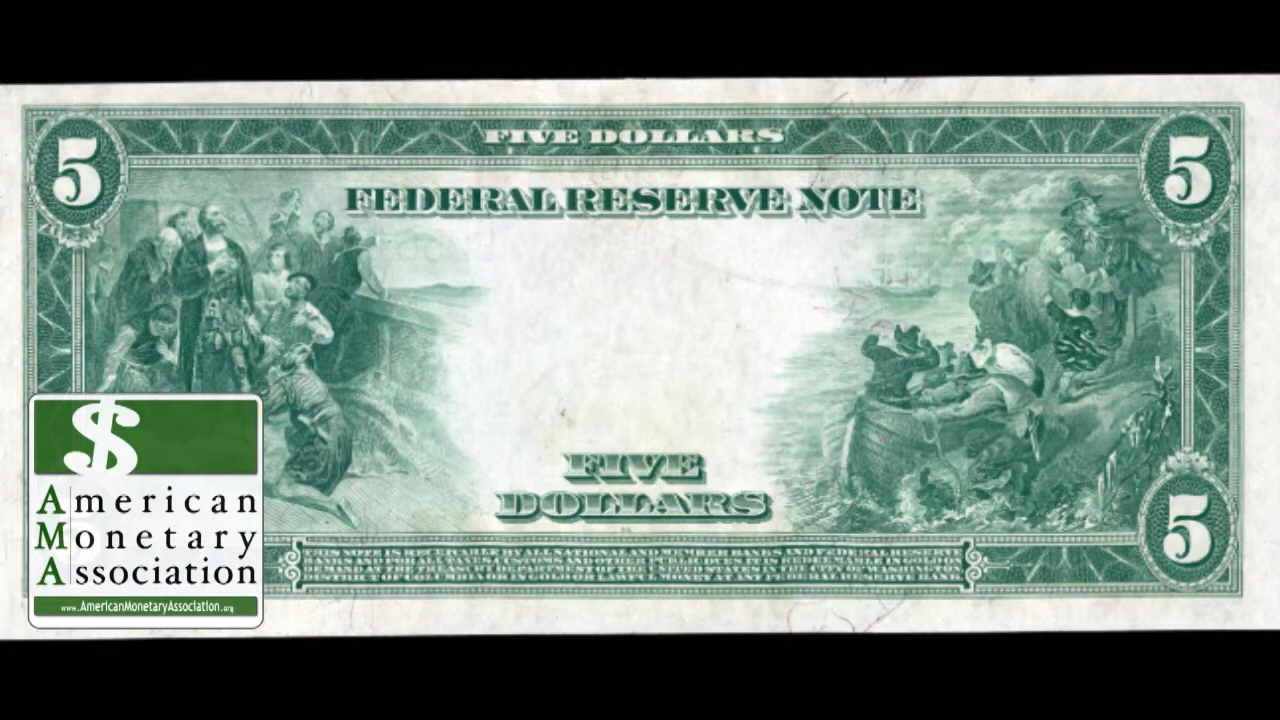 FIVE DOLLARS
5
5
FEDERAL RESERVE NOTE
FIVE
DOLLARS
5
$
American
Monetary
Association
www.AmericanMonetaryAssociation.org